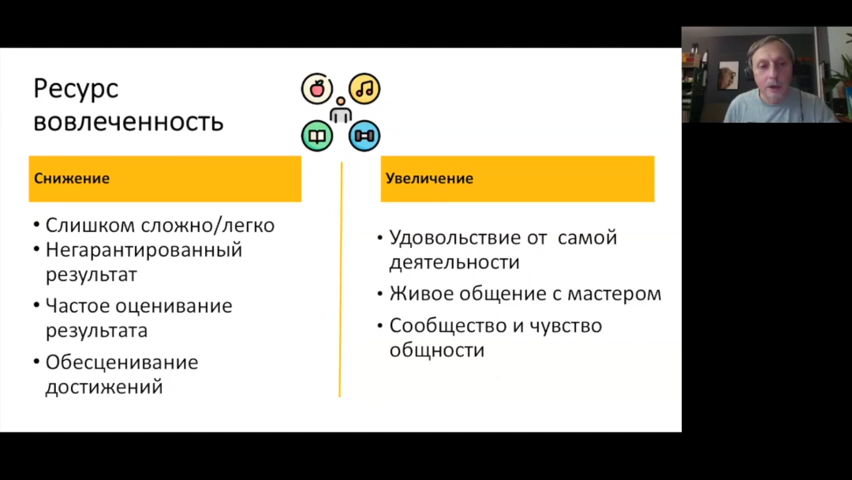 Ресурс
вовлеченность
Снижение
• Слишком сложно/легко
• Негарантированный
результат
• Частое оценивание
результата
• Обесценивание
достижений
Увеличение
• Удовольствие от самой
деятельности
• Живое общение с мастером
• Сообщество и чувство
общности